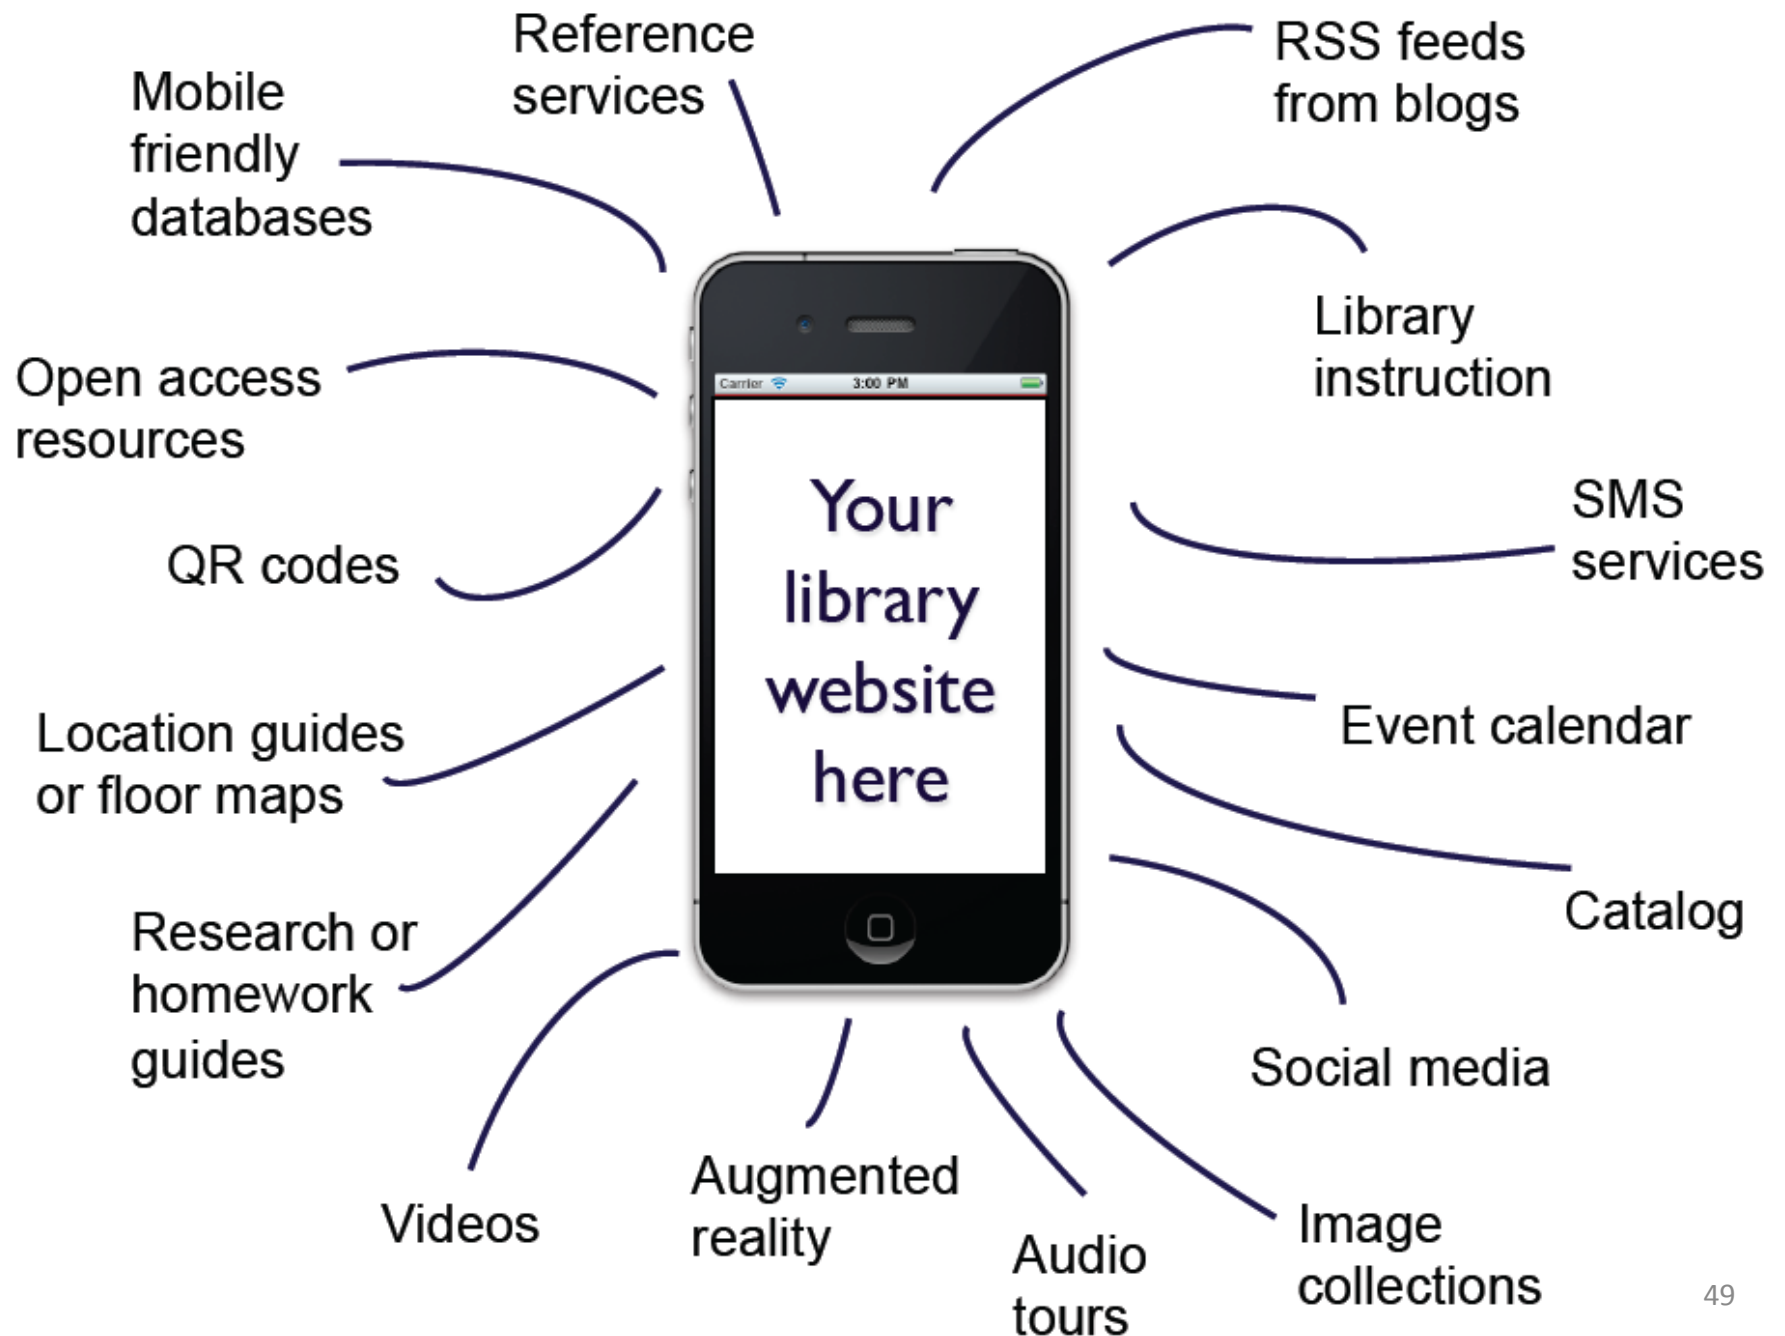 Reference
services
RSS feeds
from blogs
Mobile
friendly
databases
Library
instruction
Open access
resources
Carrier 3:00 PM
SMS
services
QR codes
Your
library
website
here
Location guides
or floor maps
Event calendar
Research or
homework
guides
Catalog
Social media
Videos
Augmented
reality
Audio
tours
Image
collections
49